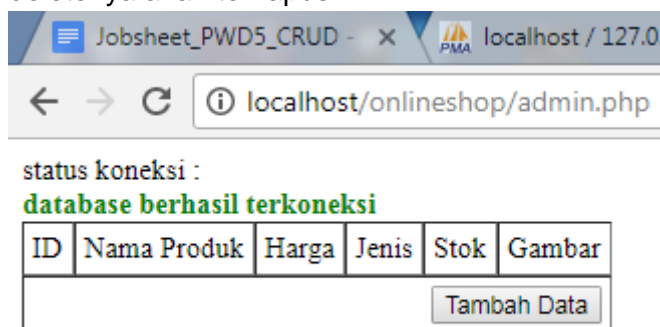 Jobsheet_PWD5_CRUD - × PMA localhost / 127.0
localhost/onlineshop/admin.php
status koneksi :
database berhasil terkoneksi
ID Nama Produk Harga Jenis Stok Gambar
Tambah Data